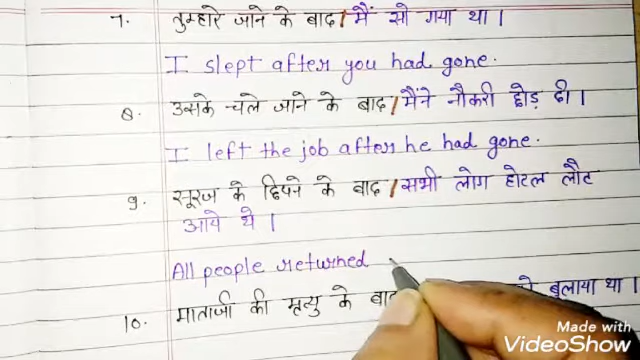 7. तुम्हारे जाने के बाद / मैं सो गया था ।
I slept after you had gone.
8. उसके चले जाने के बाद / मैंने नौकरी छोड़ दी ।
I left the job after he had gone.
9. सूरज के छिपने के बाद / सभी लोग होटल लौट
आये थे ।
All people returned
10. माताजी की मृत्यु के बुलाया था ।
Made with
VideoShow